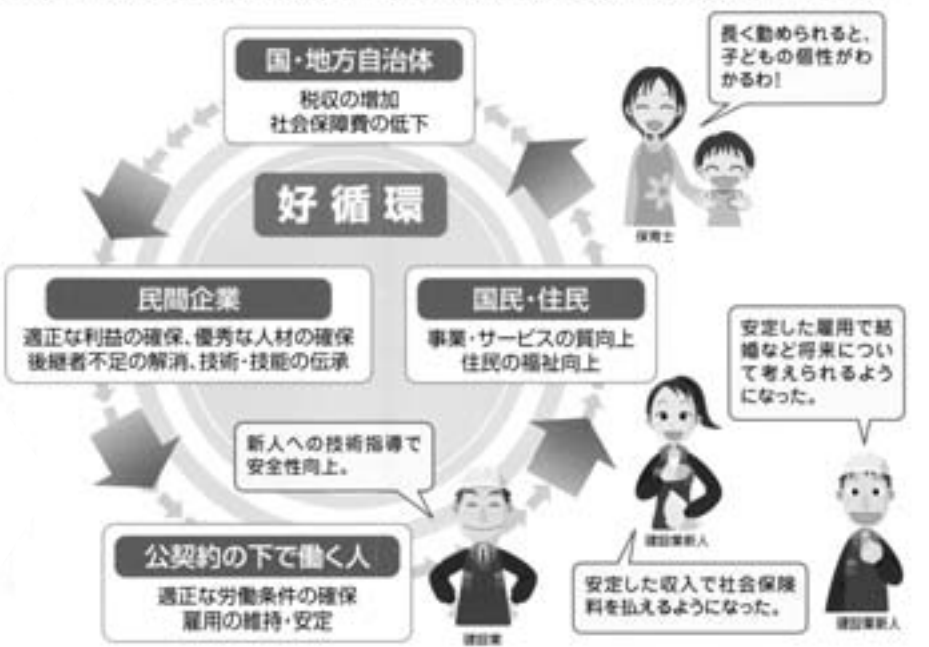 国・地方自治体
税収の増加
社会保障費の低下
長く勤められると、
子どもの個性がわ
かるわ!
保育士
好循環
民間企業
適正な利益の確保、優秀な人材の確保
後継者不足の解消、技術・技能の伝承
国民・住民
事業・サービスの質向上
住民の福祉向上
安定した雇用で結
婚など将来につい
て考えられるよう
になった。
新人への技術指導で
安全性向上。
建設業新人
公契約の下で働く人
適正な労働条件の確保
雇用の維持・安定
建設業
安定した収入で社会保険
料を払えるようになった。
建設業新人